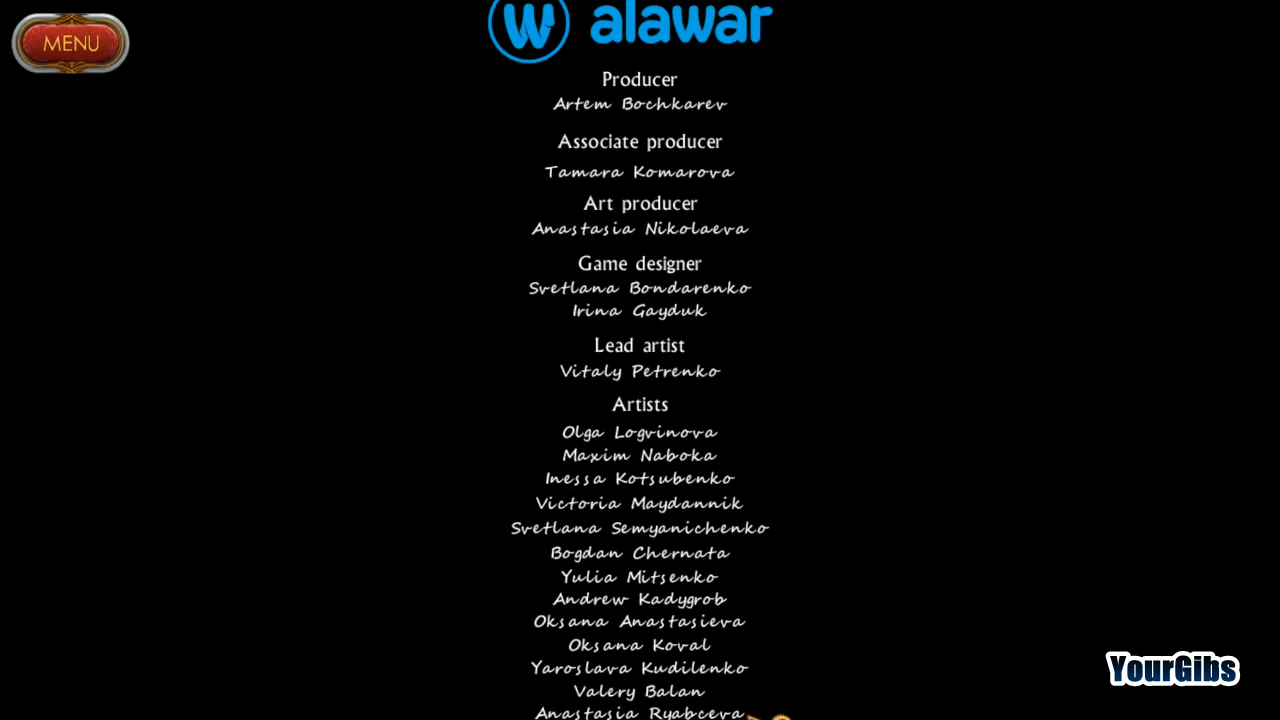 MENU
alawar
Producer
Artem Bochkarev
Associate producer
Tamara Komarova
Art producer
Anastasia Nikolaeva
Game designer
Svetlana Bondarenko
Irina Gayduk
Lead artist
Vitaly Petrenko
Artists
Olga Logvinova
Maxim Naboka
Inessa Kotsubenko
Victoria Maydannik
Svetlana Semyanichenko
Bogdan Chernata
Yulia Mitsenko
Andrew Kadygrob
Oksana Anastasieva
Oksana Koval
Yaroslava Kudilenko
Valery Balan
Anastasia Ryabceva
YourGibs